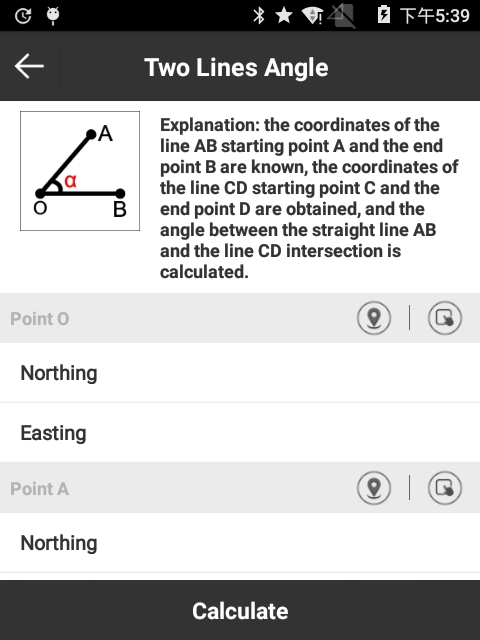 下午5:39
Two Lines Angle
A
α
O
B
Explanation: the coordinates of the
line AB starting point A and the end
point B are known, the coordinates of
the line CD starting point C and the
end point D are obtained, and the
angle between the straight line AB
and the line CD intersection is
calculated.
Point O
Northing
Easting
Point A
Northing
Calculate